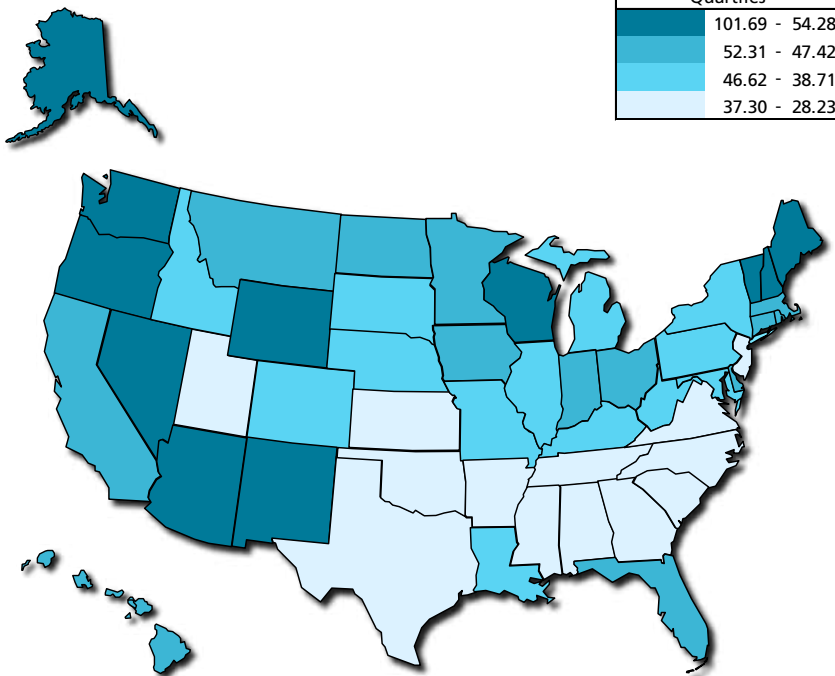 Quartiles
101.69 - 54.28
52.31 - 47.42
46.62 - 38.71
37.30 - 28.23